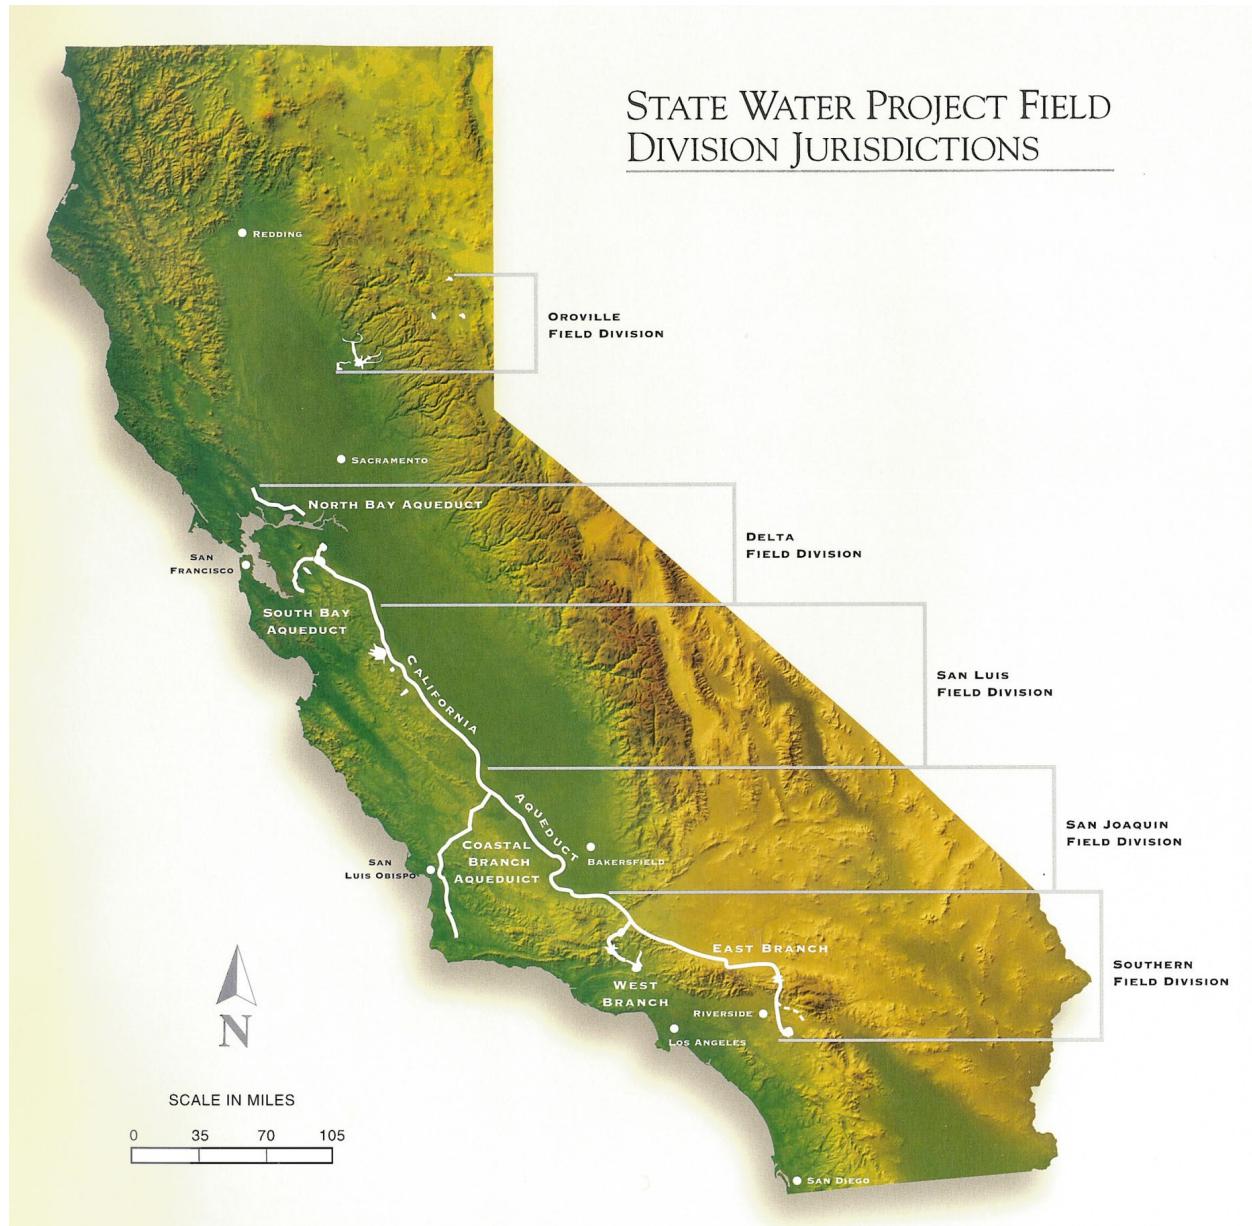 STATE WATER PROJECT FIELD
DIVISION JURISDICTIONS
REDDING
OROVILLE
FIELD DIVISION
SACRAMENTO
NORTH BAY AQUEDUCT
DELTA
FIELD DIVISION
SAN
FRANCISCO
SOUTH BAY
AQUEDUCT
CALIFORNIA
AQUEDUCT
SAN LUIS
FIELD DIVISION
SAN JOAQUIN
FIELD DIVISION
COASTAL
BRANCH
AQUEDUICT
BAKERSFIELD
SAN
LUIS OBISPO
EAST BRANCH
SOUTHERN
FIELD DIVISION
WEST
BRANCH
RIVERSIDE
LOS ANGELES
N
SCALE IN MILES
0 35 70 105
SAN DIEGO